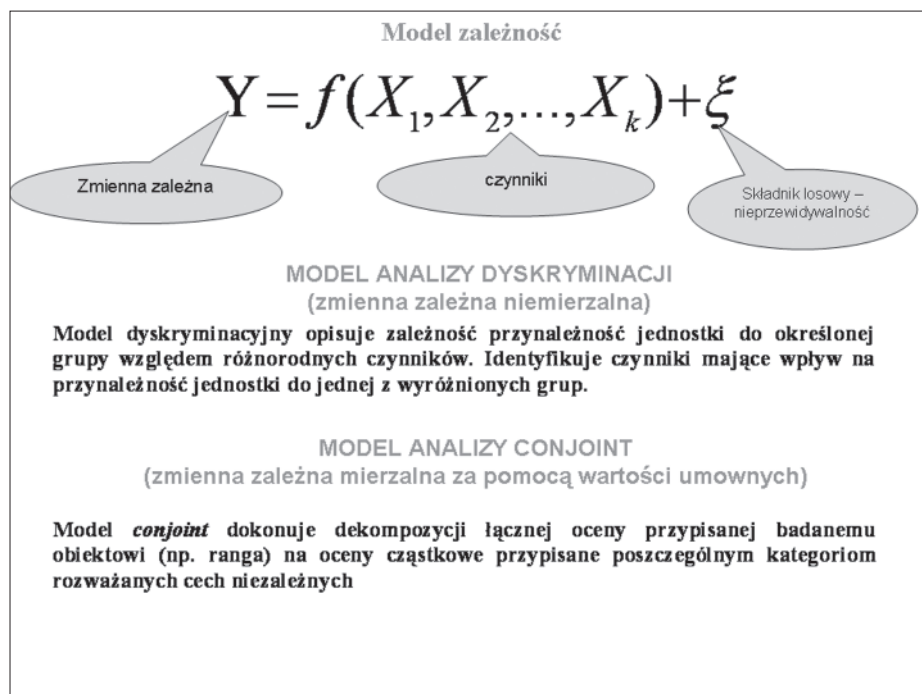 Model zależność
Y = f(X₁, X₂,..., Xₖ) + ξ
Zmienna zależna
czynniki
Składnik losowy –
nieprzewidywalność
MODEL ANALIZY DYSKRYMINACJI
(zmienna zależna niemierzalna)
Model dyskryminacyjny opisuje zależność przynależność jednostki do określonej
grupy względem różnorodnych czynników. Identyfikuje czynniki mające wpływ na
przynależność jednostki do jednej z wyróżnionych grup.
MODEL ANALIZY CONJOINT
(zmienna zależna mierzalna za pomocą wartości umownych)
Model conjoint dokonuje dekompozycji łącznej oceny przypisanej badanemu
obiektowi (np. ranga) na oceny cząstkowe przypisane poszczególnym kategoriom
rozważanych cech niezależnych